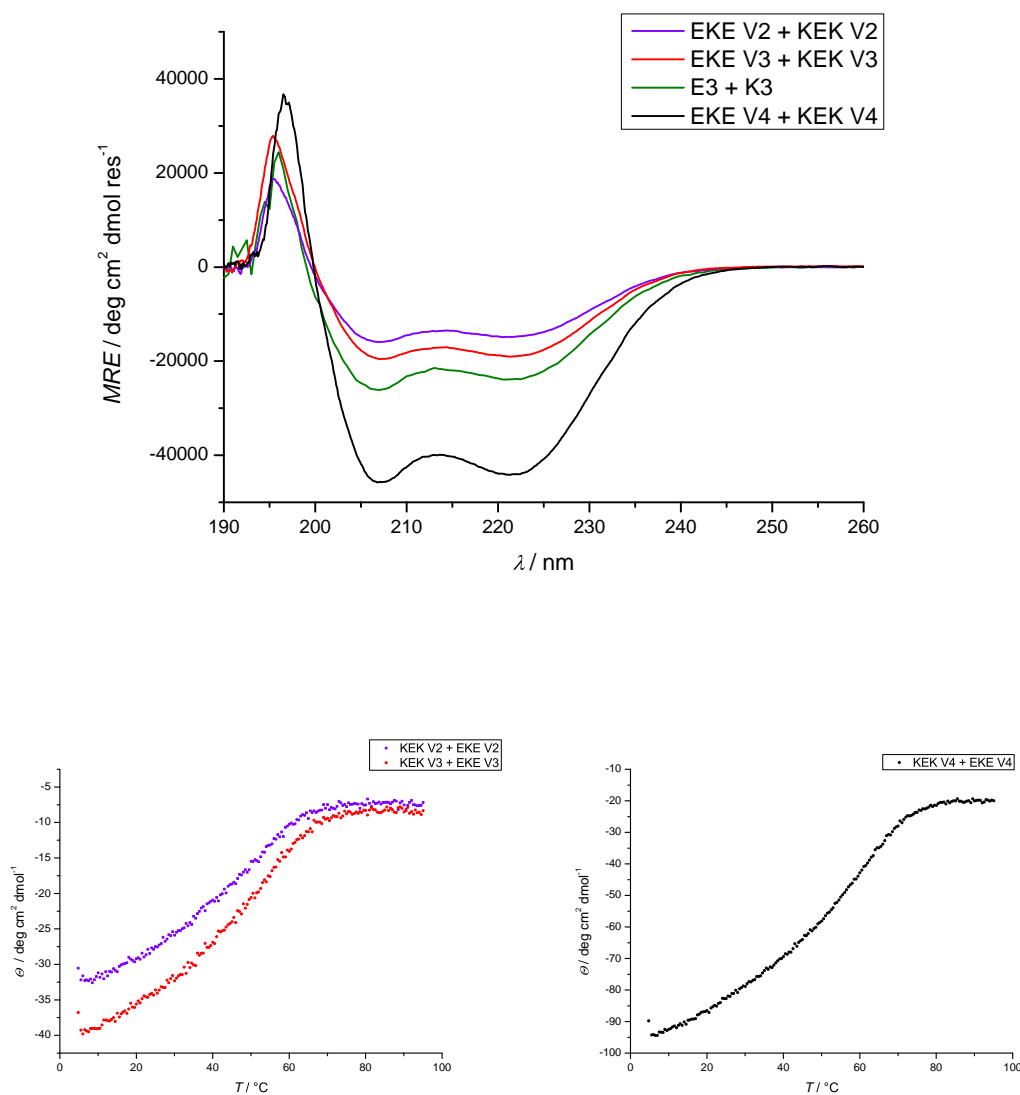 EKE V2 + KEK V2
EKE V3 + KEK V3
E3 + K3
EKE V4 + KEK V4
40000
20000
0
-20000
-40000
MRE / deg cm² dmol res⁻¹
190 200 210 220 230 240 250 260
λ / nm
KEK V2 + EKE V2
KEK V3 + EKE V3
-5
-10
-15
-20
-25
-30
-35
-40
Θ / deg cm² dmol⁻¹
0 20 40 60 80 100
T / °C
KEK V4 + EKE V4
-10
-20
-30
-40
-50
-60
-70
-80
-90
-100
Θ / deg cm² dmol⁻¹
0 20 40 60 80 100
T / °C